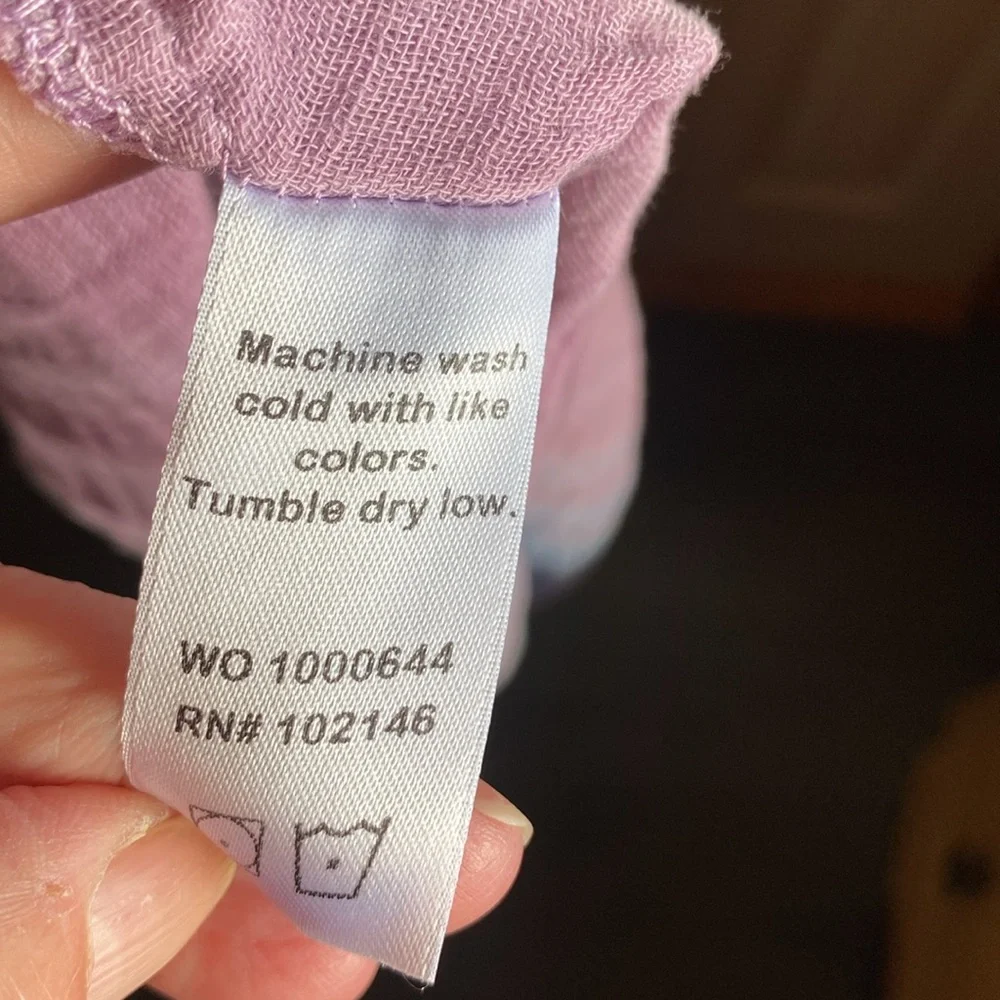 Machine wash
cold with like
colors.
Tumble dry low.
WO 1000644
RN# 102146